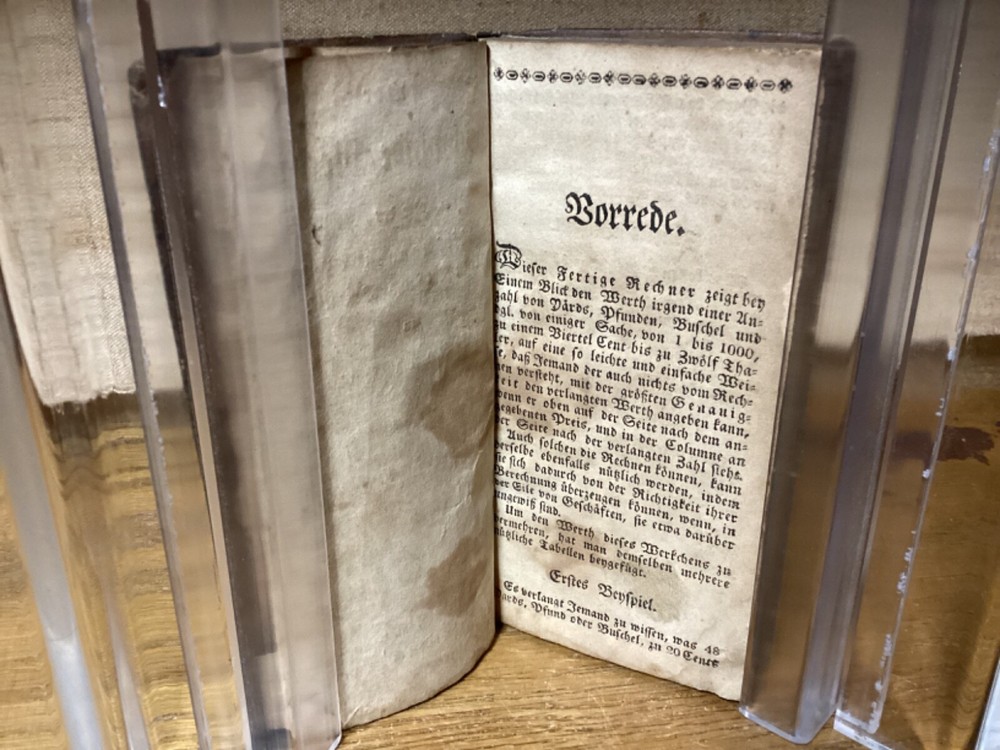 Vorrede.
Dieser Fertige Rechner zeigt bey
Einem Blick den Werth irgend einer An-
zahl von Yárds, Pfunden, Buschel und
dgl. von einiger Sache, von 1 bis 1000,
zu einem Viertel Cent bis zu Zwölf Tha-
ler, auf eine so leichte und einfache Wei-
se, daß Jemand der auch nichts vom Rech-
nen versteht, mit der größten Genauig-
keit den verlangten Werth angeben kann,
wenn er oben auf der Seite nach dem an-
gegebenen Preis, und in der Columne an
der Seite nach der verlangten Zahl sieht.
Auch solchen die Rechnen können, kann
derselbe ebenfalls nützlich werden, indem
sie sich dadurch von der Richtigkeit ihrer
Berechnung überzeugen können, wenn, in
der Eile von Geschäften, sie etwa darüber
ungewiß sind.
Um den Werth dieses Werkchens zu
vermehren, hat man demselben mehrere
nützliche Tabellen beygefügt.
Erstes Beyspiel.
Es verlangt Jemand zu wissen, was 48
Yards, Pfund oder Buschel, zu 20 Cents